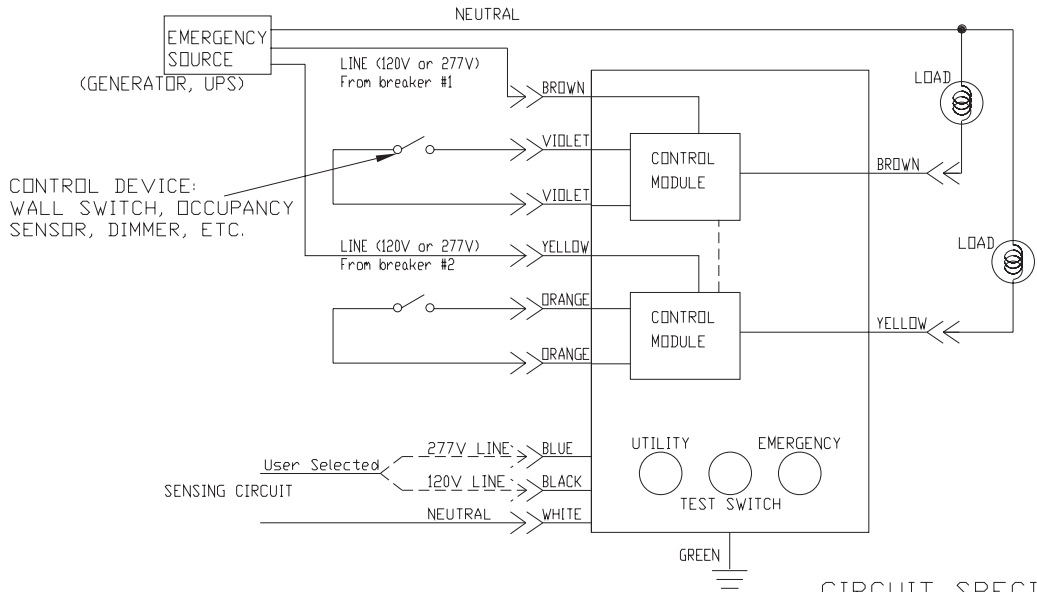 NEUTRAL
EMERGENCY
SOURCE
(GENERATOR, UPS)
LINE (120V or 277V)
From breaker #1
BROWN
LOAD
VIOLET
CONTROL
MODULE
BROWN
VIOLET
CONTROL DEVICE:
WALL SWITCH, OCCUPANCY
SENSOR, DIMMER, ETC.
LINE (120V or 277V)
From breaker #2
YELLOW
LOAD
ORANGE
CONTROL
MODULE
YELLOW
ORANGE
UTILITY
EMERGENCY
277V LINE
BLUE
User Selected
SENSING CIRCUIT
120V LINE
BLACK
TEST SWITCH
NEUTRAL
WHITE
GREEN
CIRCUIT SPECI